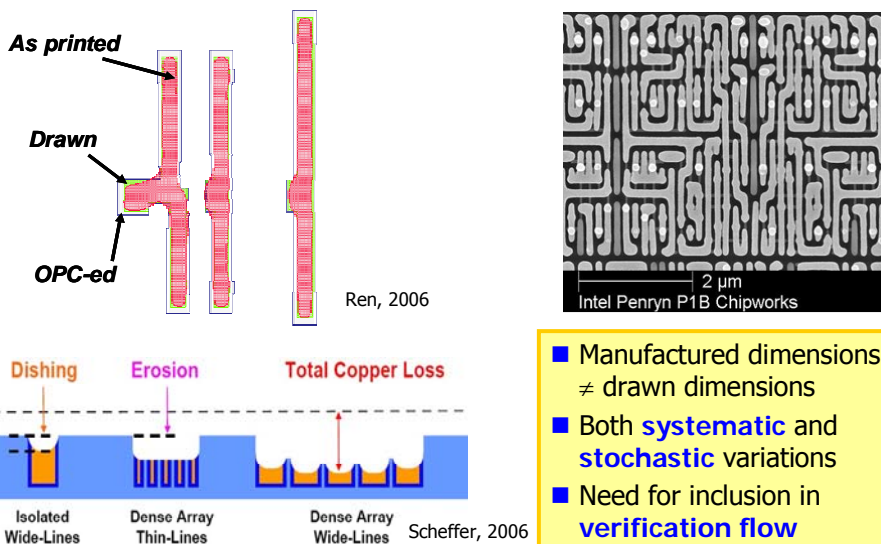 As printed
Drawn
OPC-ed
Ren, 2006
2 μm
Intel Penryn P1B Chipworks
Dishing
Erosion
Total Copper Loss
Isolated
Wide-Lines
Dense Array
Thin-Lines
Dense Array
Wide-Lines
Scheffer, 2006
■ Manufactured dimensions
≠ drawn dimensions
■ Both systematic and
stochastic variations
■ Need for inclusion in
verification flow